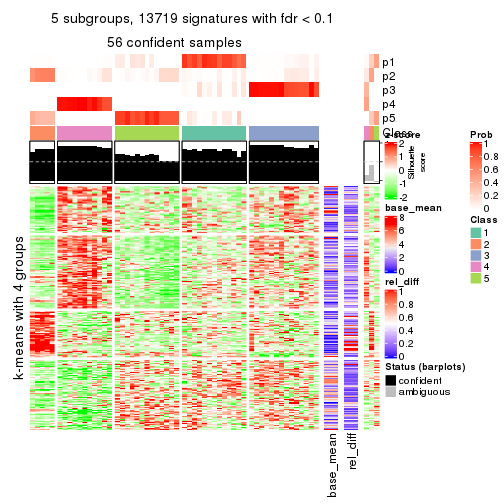 5 subgroups, 13719 signatures with fdr < 0.1
56 confident samples
p1
p2
p3
p4
p5
Class
z-score
2
1
0
-1
-2
Silhouette
score
Prob
1
0.8
0.6
0.4
0.2
0
base_mean
8
6
4
2
0
Class
1
2
3
4
5
rel_diff
1
0.8
0.6
0.4
0.2
0
Status (barplots)
confident
ambiguous
k-means with 4 groups
base_mean
rel_diff